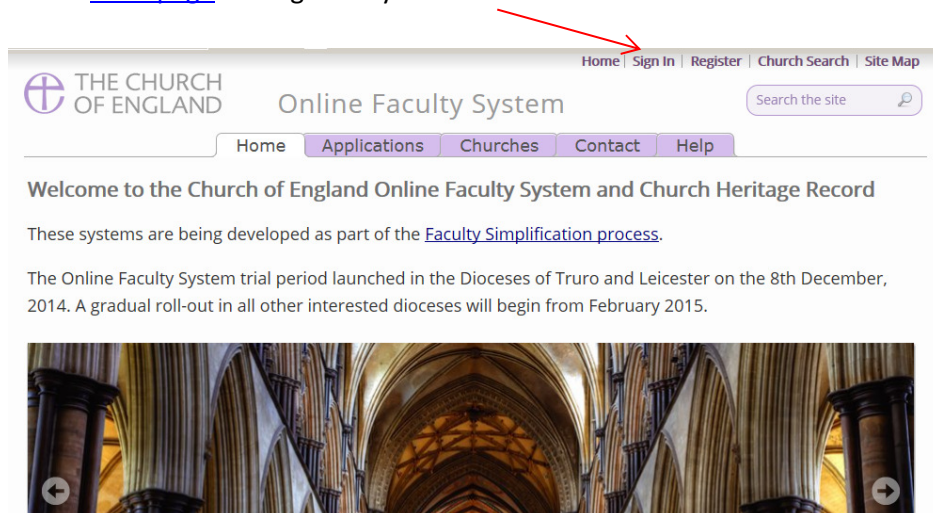 Home | Sign In | Register | Church Search | Site Map
THE CHURCH
OF ENGLAND
Online Faculty System
Search the site
Home Applications Churches Contact Help
Welcome to the Church of England Online Faculty System and Church Heritage Record
These systems are being developed as part of the Faculty Simplification process.
The Online Faculty System trial period launched in the Dioceses of Truro and Leicester on the 8th December,
2014. A gradual roll-out in all other interested dioceses will begin from February 2015.